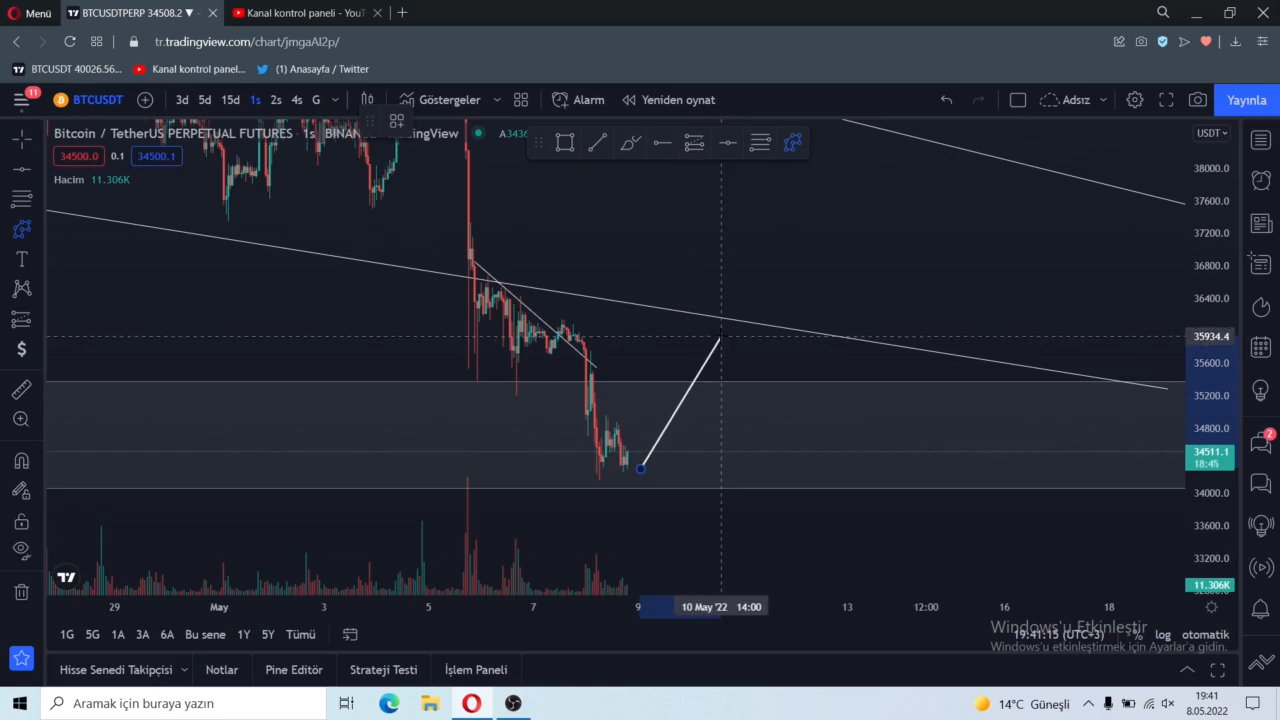 Menü
BTCUSDTPERP 34508.2 ▼ -
Kanal kontrol paneli - YouT
tr.tradingview.com/chart/jmgaAI2p/
BTCUSDT 40026.56...
Kanal kontrol panel...
(1) Anasayfa / Twitter
11
BTCUSDT
3d 5d 15d 1s 2s 4s G
Göstergeler
Alarm
Yeniden oynat
Adsız
Yayınla
Bitcoin / TetherUS PERPETUAL FUTURES · 1s
USDT
34500.0 0.1 34500.1
Hacim 11.306K
38000.0
37600.0
37200.0
36800.0
36400.0
35934.4
35600.0
35200.0
34800.0
34511.1
18:45
34000.0
33600.0
33200.0
11.306K
2
29 May 3 5 7 9 10 May '22 14:00 13 12:00 16 18
1G 5G 1A 3A 6A Bu sene 1Y 5Y Tümü
19:41:15 (UTC+3) % log otomatik
Windows'u Etkinleştir
Windows'u etkinleştirmek için Ayarlar'a gidin.
Hisse Senedi Takipçisi Notlar Pine Editör Strateji Testi İşlem Paneli
Aramak için buraya yazın
14°C Güneşli
19:41
8.05.2022